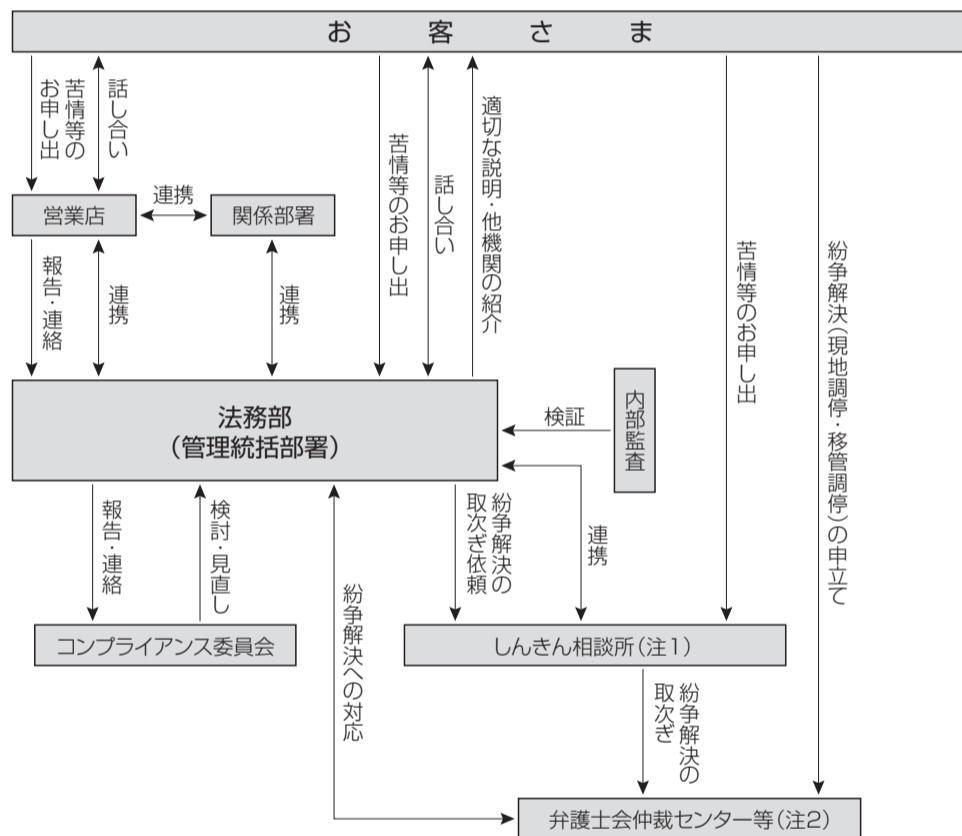 お客さま
苦情等の
お申し出
話し合い
苦情等のお申し出
話し合い
適切な説明・他機関の紹介
苦情等のお申し出
紛争解決(現地調停・移管調停)の申立て
営業店
連携
関係部署
報告・連絡
連携
連携
法務部
(管理統括部署)
検証
内部監査
報告・連絡
検討・見直し
紛争解決への対応
紛争解決の
取次ぎ依頼
連携
コンプライアンス委員会
しんきん相談所(注1)
紛争解決の
取次ぎ
弁護士会仲裁センター等(注2)